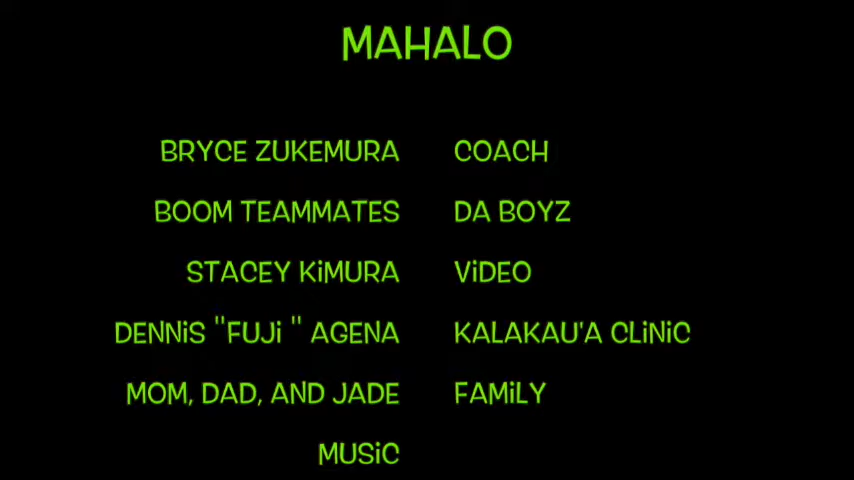 MAHALO
BRYCE ZUKEMURA COACH
BOOM TEAMMATES DA BOYZ
STACEY KiMURA ViDEO
DENNiS "FUJi " AGENA KALAKAU'A CLiNiC
MOM, DAD, AND JADE FAMiLY
MUSiC